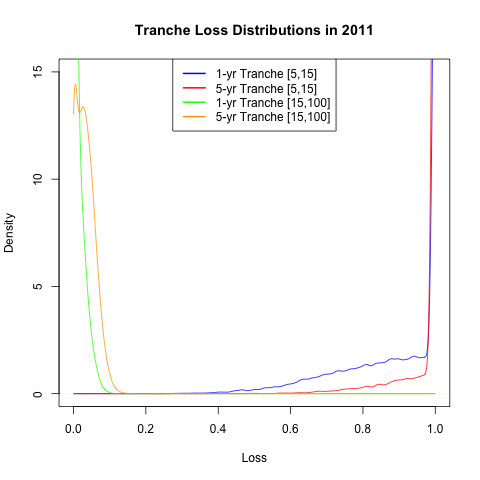 Tranche Loss Distributions in 2011
1-yr Tranche [5,15]
5-yr Tranche [5,15]
1-yr Tranche [15,100]
5-yr Tranche [15,100]
15
10
5
0
Density
0.0 0.2 0.4 0.6 0.8 1.0
Loss